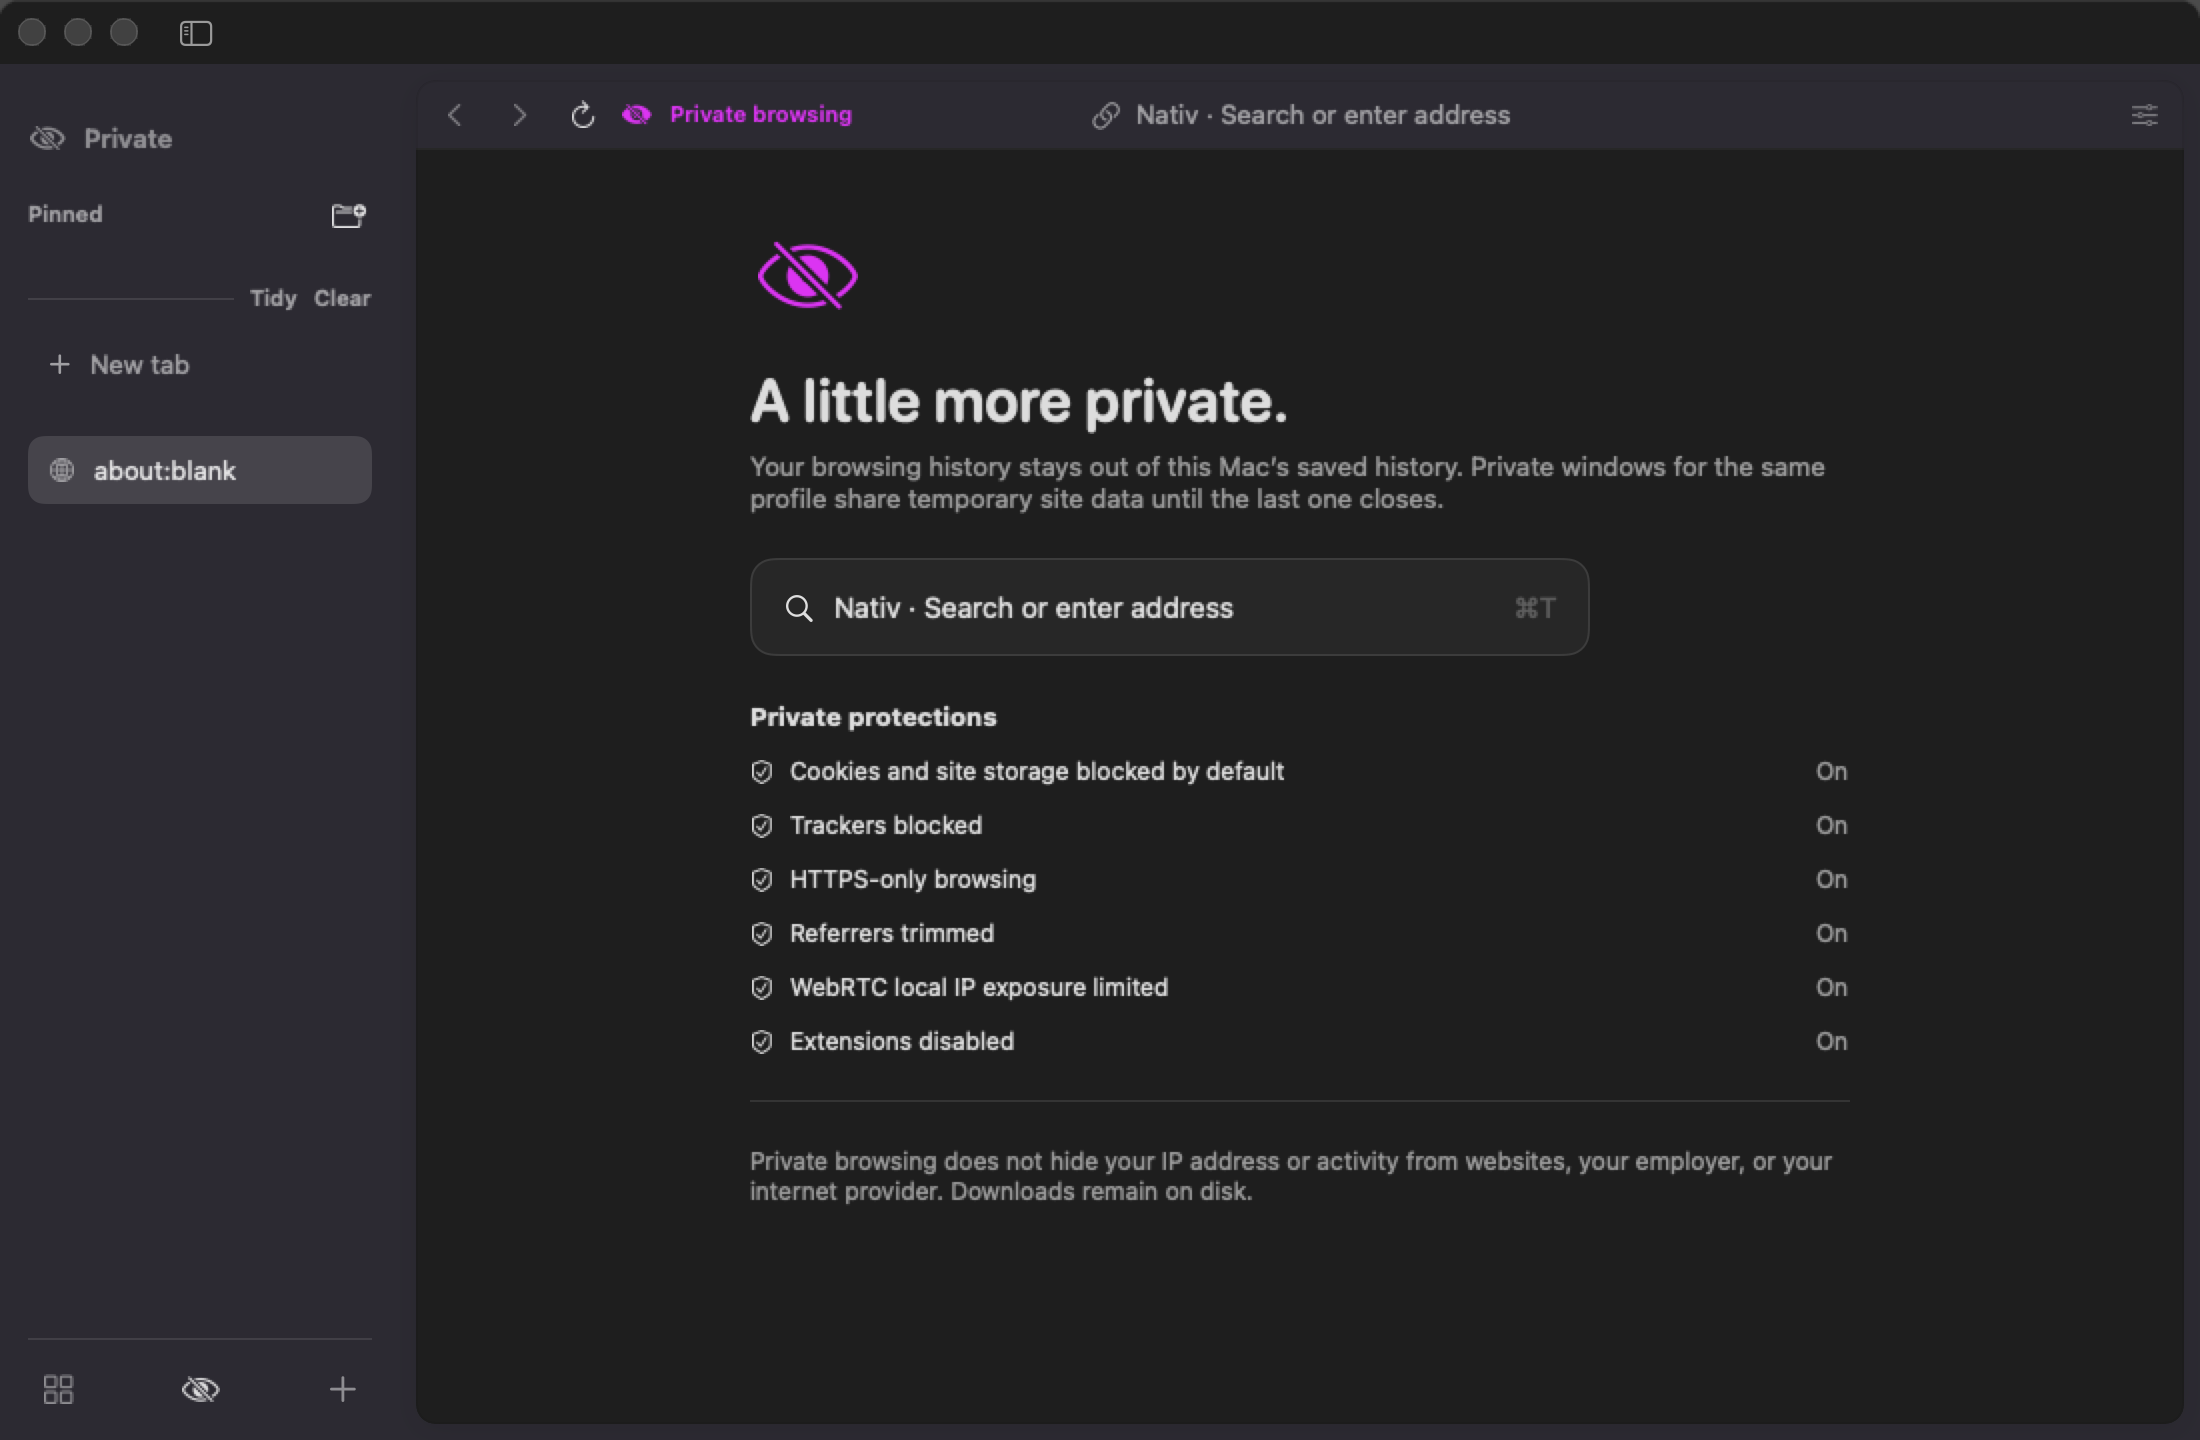 Private
Pinned
Tidy Clear
New tab
about:blank
Private browsing
Nativ · Search or enter address
A little more private.
Your browsing history stays out of this Mac’s saved history. Private windows for the same
profile share temporary site data until the last one closes.
Nativ · Search or enter address ⌘T
Private protections
Cookies and site storage blocked by default On
Trackers blocked On
HTTPS-only browsing On
Referrers trimmed On
WebRTC local IP exposure limited On
Extensions disabled On
Private browsing does not hide your IP address or activity from websites, your employer, or your
internet provider. Downloads remain on disk.